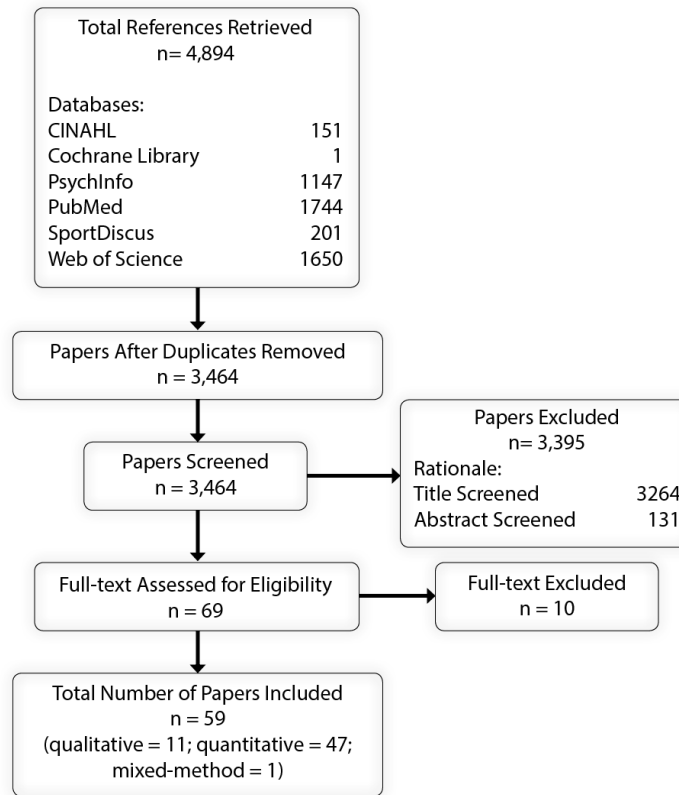 Total References Retrieved
n= 4,894
Databases:
CINAHL 151
Cochrane Library 1
PsychInfo 1147
PubMed 1744
SportDiscus 201
Web of Science 1650
Papers After Duplicates Removed
n = 3,464
Papers Screened
n = 3,464
Papers Excluded
n= 3,395
Rationale:
Title Screened 3264
Abstract Screened 131
Full-text Assessed for Eligibility
n = 69
Full-text Excluded
n = 10
Total Number of Papers Included
n = 59
(qualitative = 11; quantitative = 47;
mixed-method = 1)